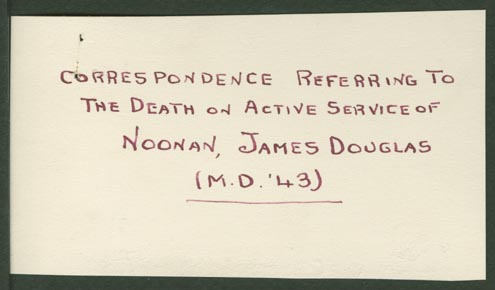 CORRESPONDENCE REFERRING TO
THE DEATH ON ACTIVE SERVICE OF
NOONAN, JAMES DOUGLAS
(M.D. '43)